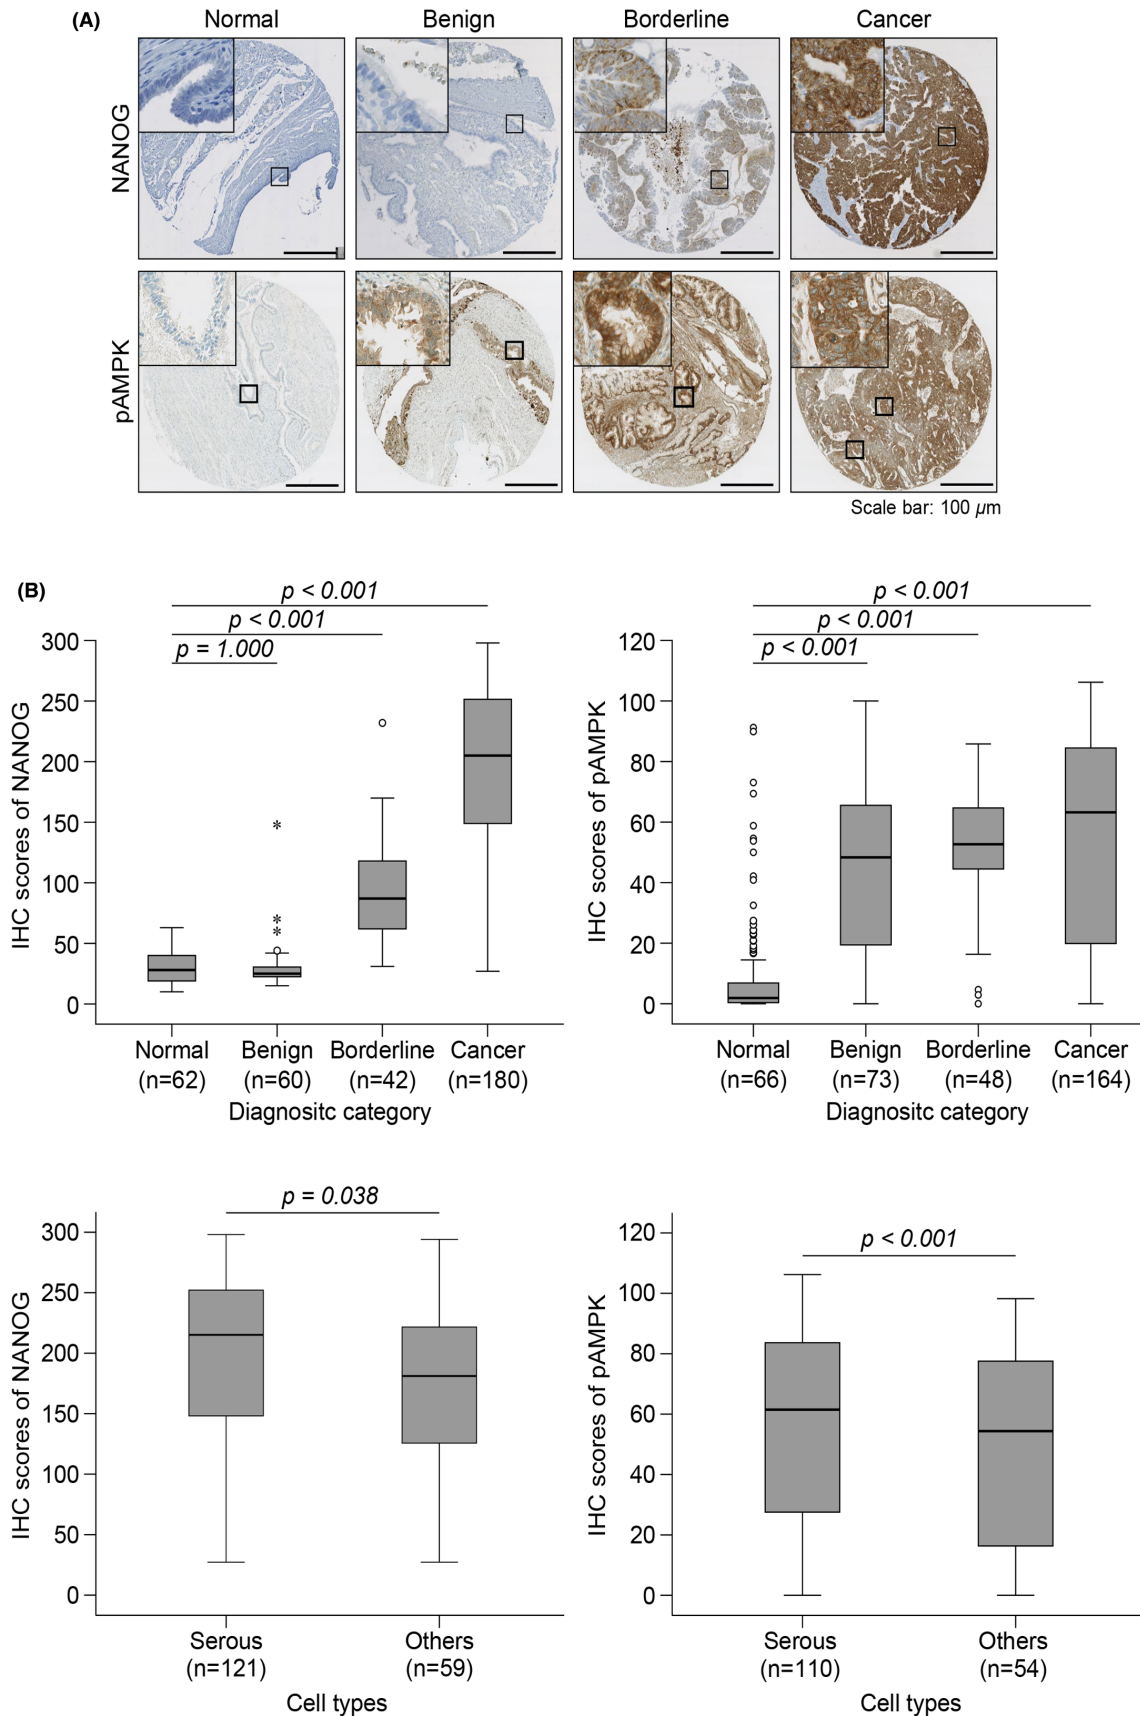 (A)
Normal Benign Borderline Cancer
NANOG
pAMPK
Scale bar: 100 µm
(B)
p < 0.001
p < 0.001
p = 1.000
IHC scores of NANOG
300
250
200
150
100
50
0
Normal Benign Borderline Cancer
(n=62) (n=60) (n=42) (n=180)
Diagnositc category
p < 0.001
p < 0.001
p < 0.001
IHC scores of pAMPK
120
100
80
60
40
20
0
Normal Benign Borderline Cancer
(n=66) (n=73) (n=48) (n=164)
Diagnositc category
p = 0.038
IHC scores of NANOG
300
250
200
150
100
50
0
Serous Others
(n=121) (n=59)
Cell types
p < 0.001
IHC scores of pAMPK
120
100
80
60
40
20
0
Serous Others
(n=110) (n=54)
Cell types